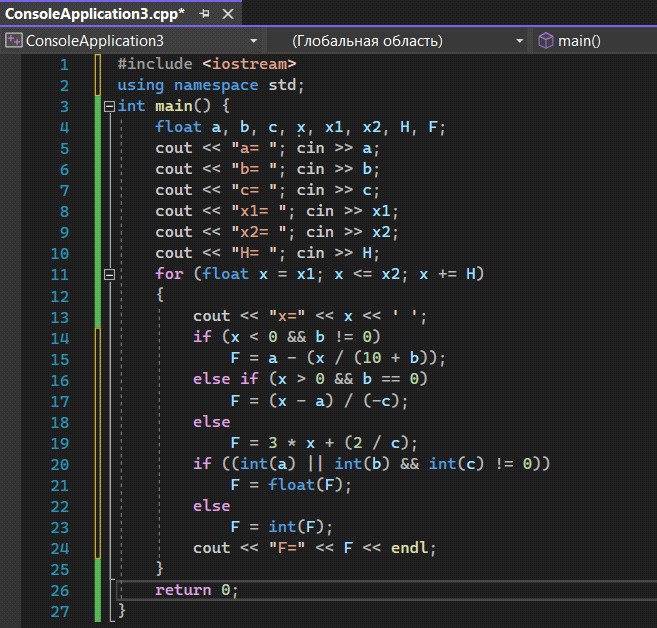 ConsoleApplication3.cpp*
ConsoleApplication3 (Глобальная область) main()
1 #include <iostream>
2 using namespace std;
3 int main() {
4 float a, b, c, x, x1, x2, H, F;
5 cout << "a= "; cin >> a;
6 cout << "b= "; cin >> b;
7 cout << "c= "; cin >> c;
8 cout << "x1= "; cin >> x1;
9 cout << "x2= "; cin >> x2;
10 cout << "H= "; cin >> H;
11 for (float x = x1; x <= x2; x += H)
12 {
13 cout << "x=" << x << ' ';
14 if (x < 0 && b != 0)
15 F = a - (x / (10 + b));
16 else if (x > 0 && b == 0)
17 F = (x - a) / (-c);
18 else
19 F = 3 * x + (2 / c);
20 if ((int(a) || int(b) && int(c) != 0))
21 F = float(F);
22 else
23 F = int(F);
24 cout << "F=" << F << endl;
25 }
26 return 0;
27 }